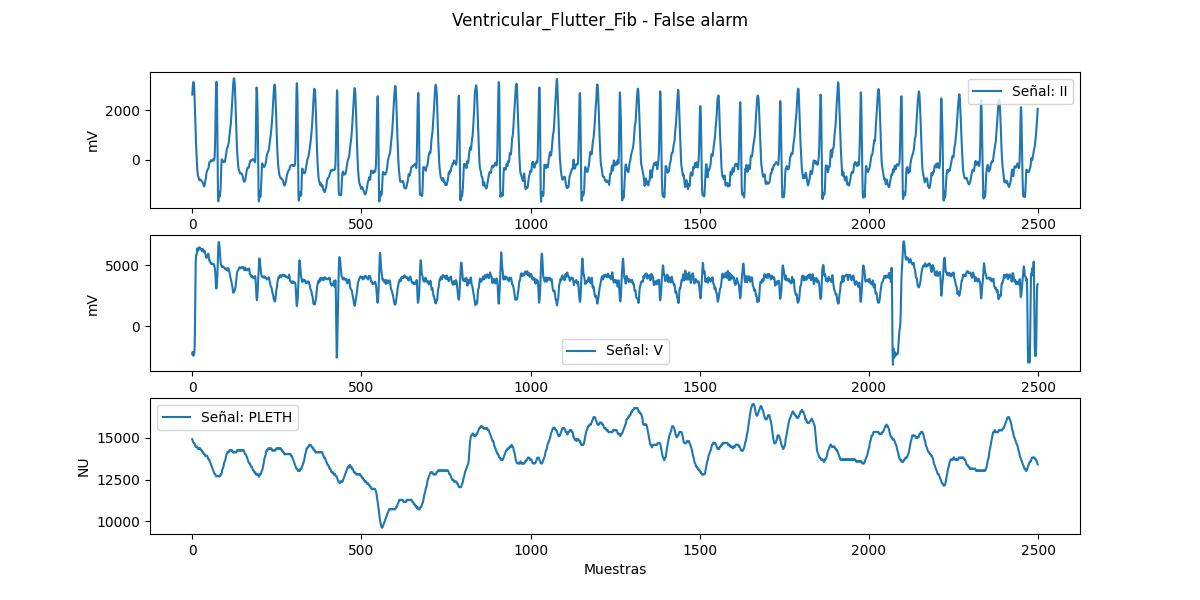 Ventricular_Flutter_Fib - False alarm
Señal: II
2000
0
mV
0 500 1000 1500 2000 2500
5000
0
mV
Señal: V
0 500 1000 1500 2000 2500
Señal: PLETH
15000
12500
10000
NU
0 500 1000 1500 2000 2500
Muestras